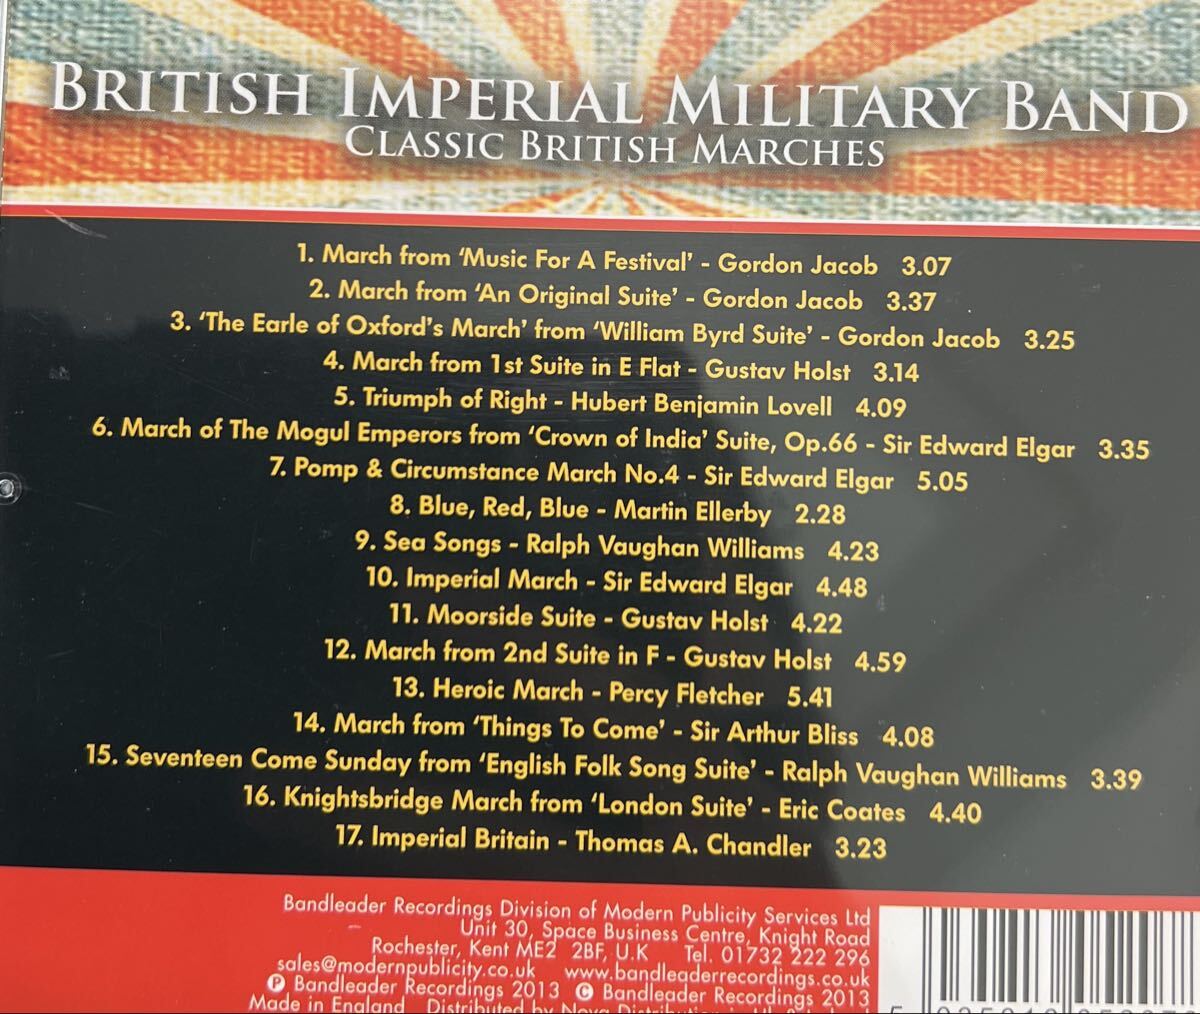 BRITISH IMPERIAL MILITARY BAND
CLASSIC BRITISH MARCHES
1. March from 'Music For A Festival' - Gordon Jacob 3.07
2. March from 'An Original Suite' - Gordon Jacob 3.37
3. 'The Earle of Oxford's March' from 'William Byrd Suite' - Gordon Jacob 3.25
4. March from 1st Suite in E Flat - Gustav Holst 3.14
5. Triumph of Right - Hubert Benjamin Lovell 4.09
6. March of The Mogul Emperors from 'Crown of India' Suite, Op.66 - Sir Edward Elgar 3.35
7. Pomp & Circumstance March No.4 - Sir Edward Elgar 5.05
8. Blue, Red, Blue - Martin Ellerby 2.28
9. Sea Songs - Ralph Vaughan Williams 4.23
10. Imperial March - Sir Edward Elgar 4.48
11. Moorside Suite - Gustav Holst 4.22
12. March from 2nd Suite in F - Gustav Holst 4.59
13. Heroic March - Percy Fletcher 5.41
14. March from 'Things To Come' - Sir Arthur Bliss 4.08
15. Seventeen Come Sunday from 'English Folk Song Suite' - Ralph Vaughan Williams 3.39
16. Knightsbridge March from 'London Suite' - Eric Coates 4.40
17. Imperial Britain - Thomas A. Chandler 3.23
Bandleader Recordings Division of Modern Publicity Services Ltd
Unit 30, Space Business Centre, Knight Road
Rochester, Kent ME2 2BF, U.K Tel. 01732 222 296
sales@modernpublicity.co.uk www.bandleaderrecordings.co.uk
℗ Bandleader Recordings 2013 © Bandleader Recordings 2013
Made in England Distributed by Nova Distribution in